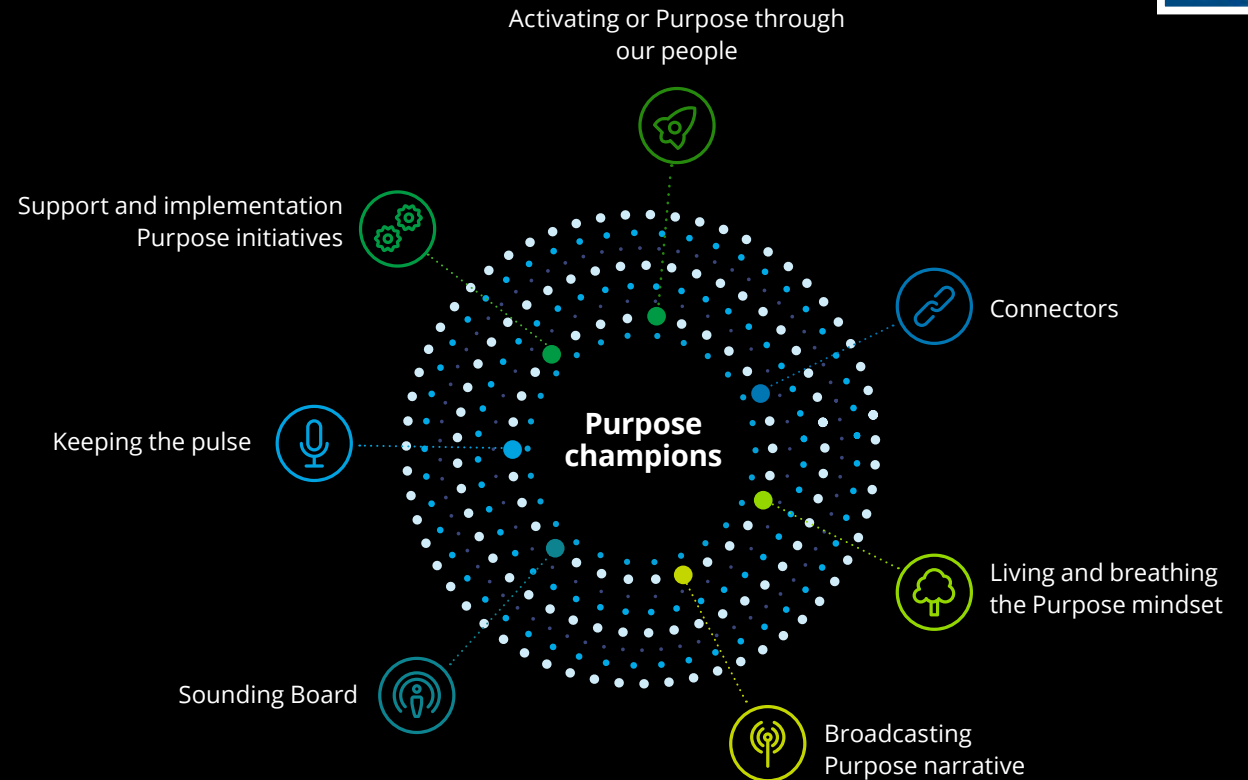 Activating or Purpose through
our people
Support and implementation
Purpose initiatives
Connectors
Purpose
champions
Keeping the pulse
Living and breathing
the Purpose mindset
Sounding Board
Broadcasting
Purpose narrative